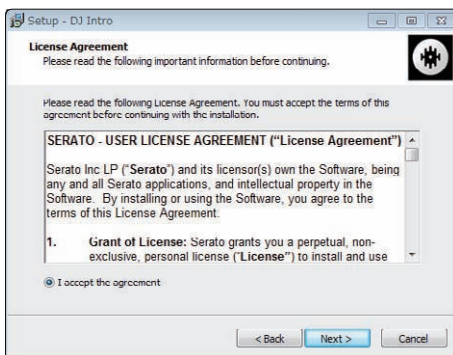 Setup - DJ Intro
License Agreement
Please read the following important information before continuing.
Please read the following License Agreement. You must accept the terms of this
agreement before continuing with the installation.
SERATO - USER LICENSE AGREEMENT ("License Agreement")
Serato Inc LP ("Serato") and its licensor(s) own the Software, being
any and all Serato applications, and intellectual property in the
Software. By installing or using the Software, you agree to the
terms of this License Agreement.
1. Grant of License: Serato grants you a perpetual, non-
exclusive, personal license ("License") to install and use
I accept the agreement
< Back Next > Cancel